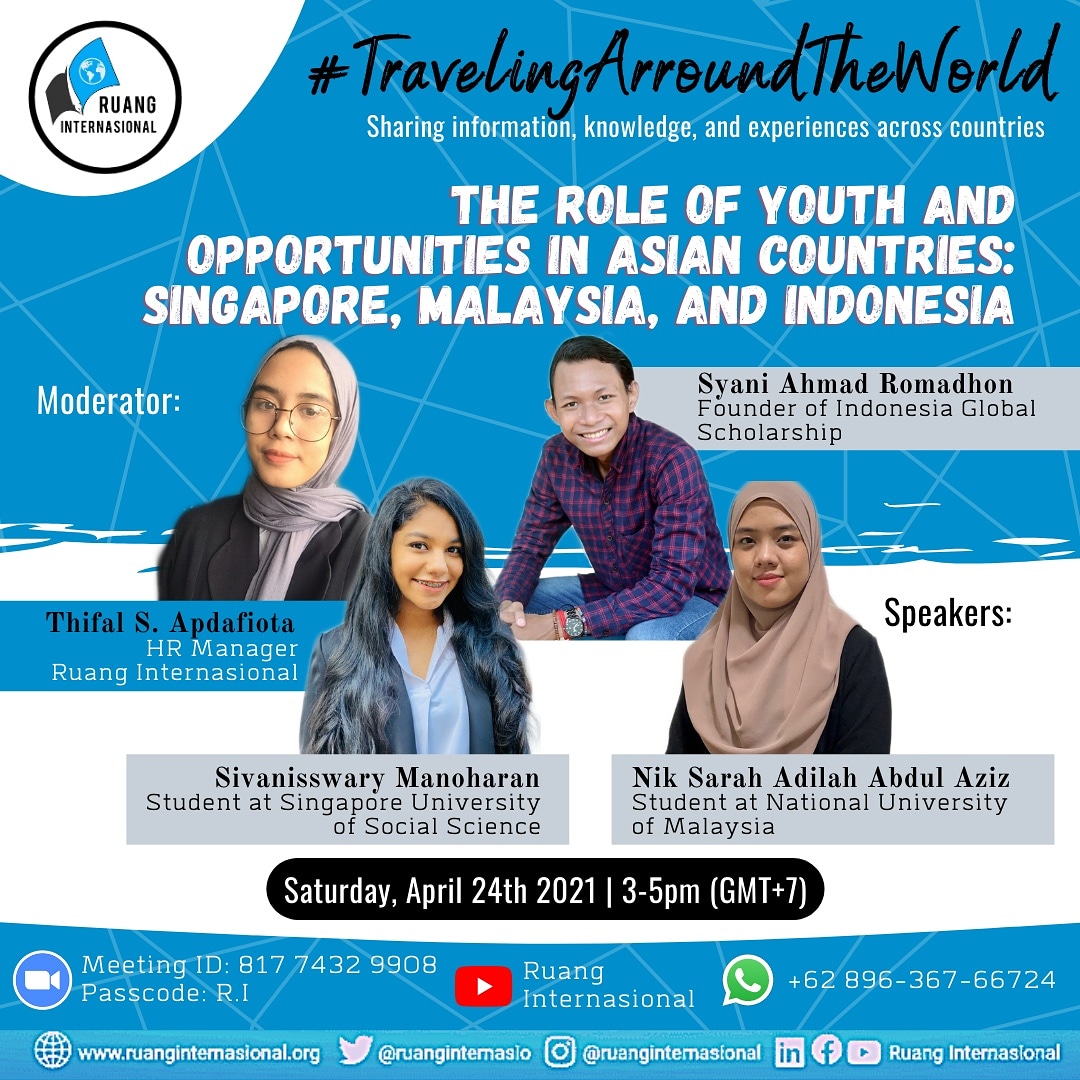 RUANG
INTERNASIONAL
#TravelingArroundTheWorld
Sharing information, knowledge, and experiences across countries
THE ROLE OF YOUTH AND
OPPORTUNITIES IN ASIAN COUNTRIES:
SINGAPORE, MALAYSIA, AND INDONESIA
Moderator:
Syani Ahmad Romadhon
Founder of Indonesia Global
Scholarship
Thifal S. Apdafiota
HR Manager
Ruang Internasional
Speakers:
Sivanisswary Manoharan
Student at Singapore University
of Social Science
Nik Sarah Adilah Abdul Aziz
Student at National University
of Malaysia
Saturday, April 24th 2021 | 3-5pm (GMT+7)
Meeting ID: 817 7432 9908
Passcode: R.I
Ruang
Internasional
+62 896-367-66724
www.ruanginternasional.org
@ruanginternasio
@ruanginternasional
in
f
Ruang Internasional